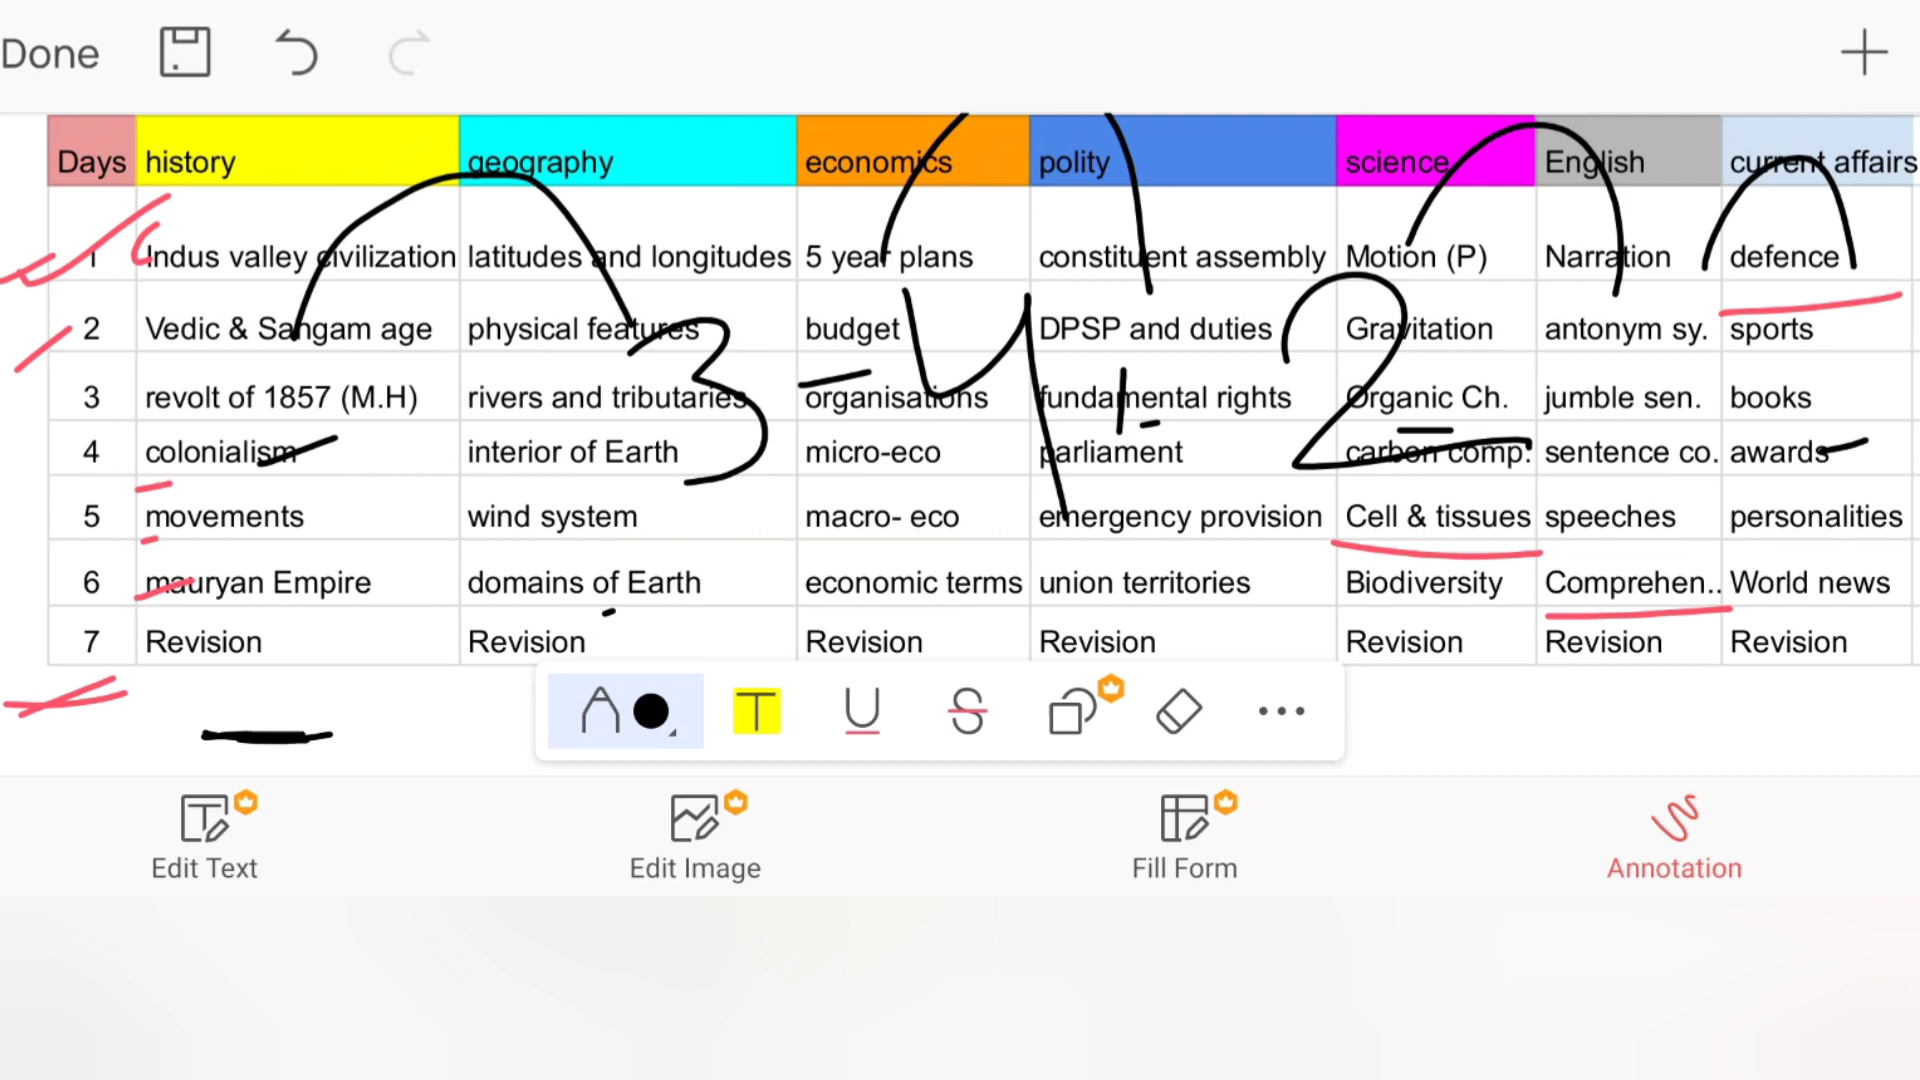 Done
Days history geography economics polity science English current affairs
1 Indus valley civilization latitudes and longitudes 5 year plans constituent assembly Motion (P) Narration defence
2 Vedic & Sangam age physical features budget DPSP and duties Gravitation antonym sy. sports
3 revolt of 1857 (M.H) rivers and tributaries organisations fundamental rights Organic Ch. jumble sen. books
4 colonialism interior of Earth micro-eco parliament carbon comp. sentence co. awards
5 movements wind system macro- eco emergency provision Cell & tissues speeches personalities
6 mauryan Empire domains of Earth economic terms union territories Biodiversity Comprehen.. World news
7 Revision Revision Revision Revision Revision Revision Revision
3 4 2
T U S
Edit Text Edit Image Fill Form Annotation